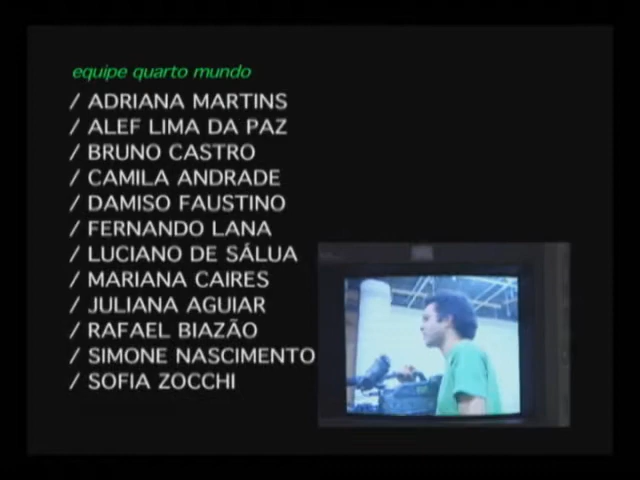 equipe quarto mundo
/ ADRIANA MARTINS
/ ALEF LIMA DA PAZ
/ BRUNO CASTRO
/ CAMILA ANDRADE
/ DAMISO FAUSTINO
/ FERNANDO LANA
/ LUCIANO DE SÁLUA
/ MARIANA CAIRES
/ JULIANA AGUIAR
/ RAFAEL BIAZÃO
/ SIMONE NASCIMENTO
/ SOFIA ZOCCHI